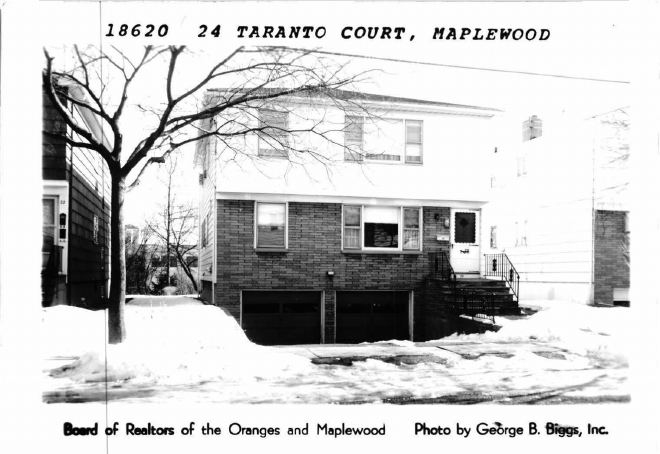 18620 24 TARANTO COURT, MAPLEWOOD
Board of Realtors of the Oranges and Maplewood Photo by George B. Biggs, Inc.